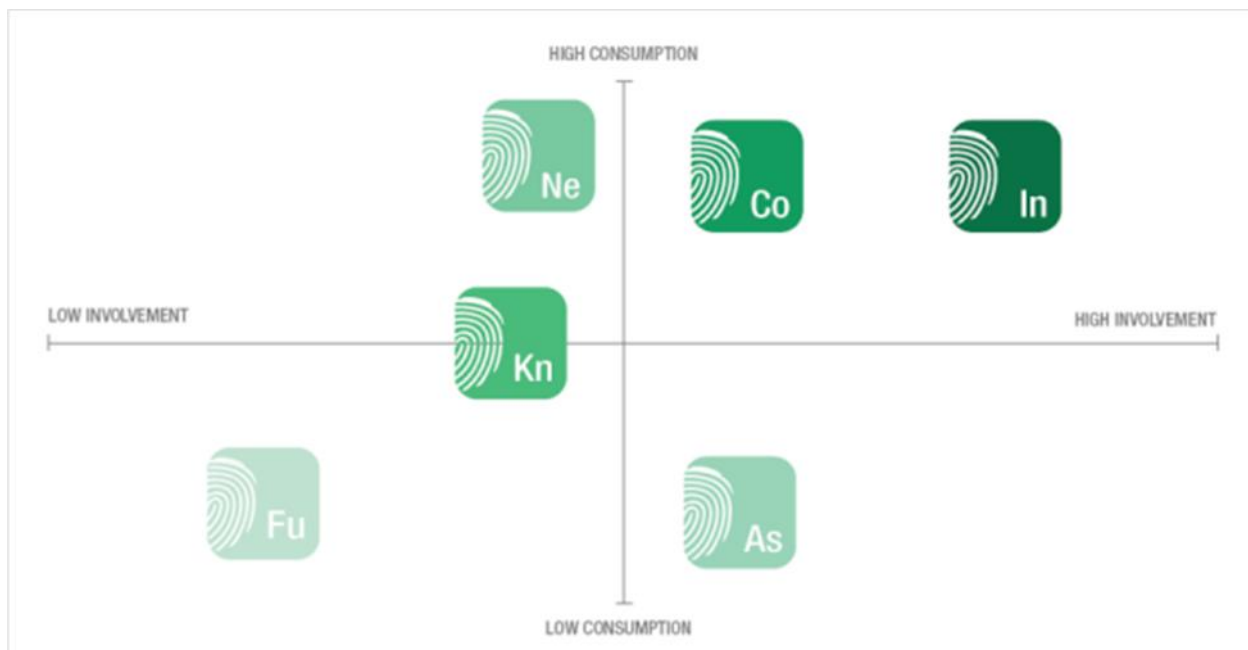 HIGH CONSUMPTION
Ne
Co
In
LOW INVOLVEMENT
HIGH INVOLVEMENT
Kn
Fu
As
LOW CONSUMPTION